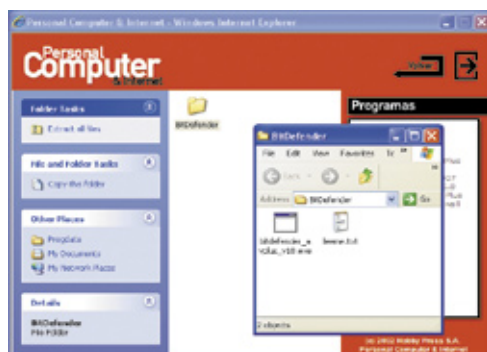 Personal Computer & Internet - Windows Internet Explorer
Personal
Computer
& Internet
Volver
Folder Tasks
Extract all files
File and Folder Tasks
Copy this folder
Other Places
Progdata
My Documents
My Network Places
Details
BitDefender
File Folder
BitDefender
Programas
BitDefender
File Edit View Favorites
Back
Address BitDefender Go
leeme.txt
2 objects
(c) 2002 Hobby Press S.A.
Personal Computer & Internet